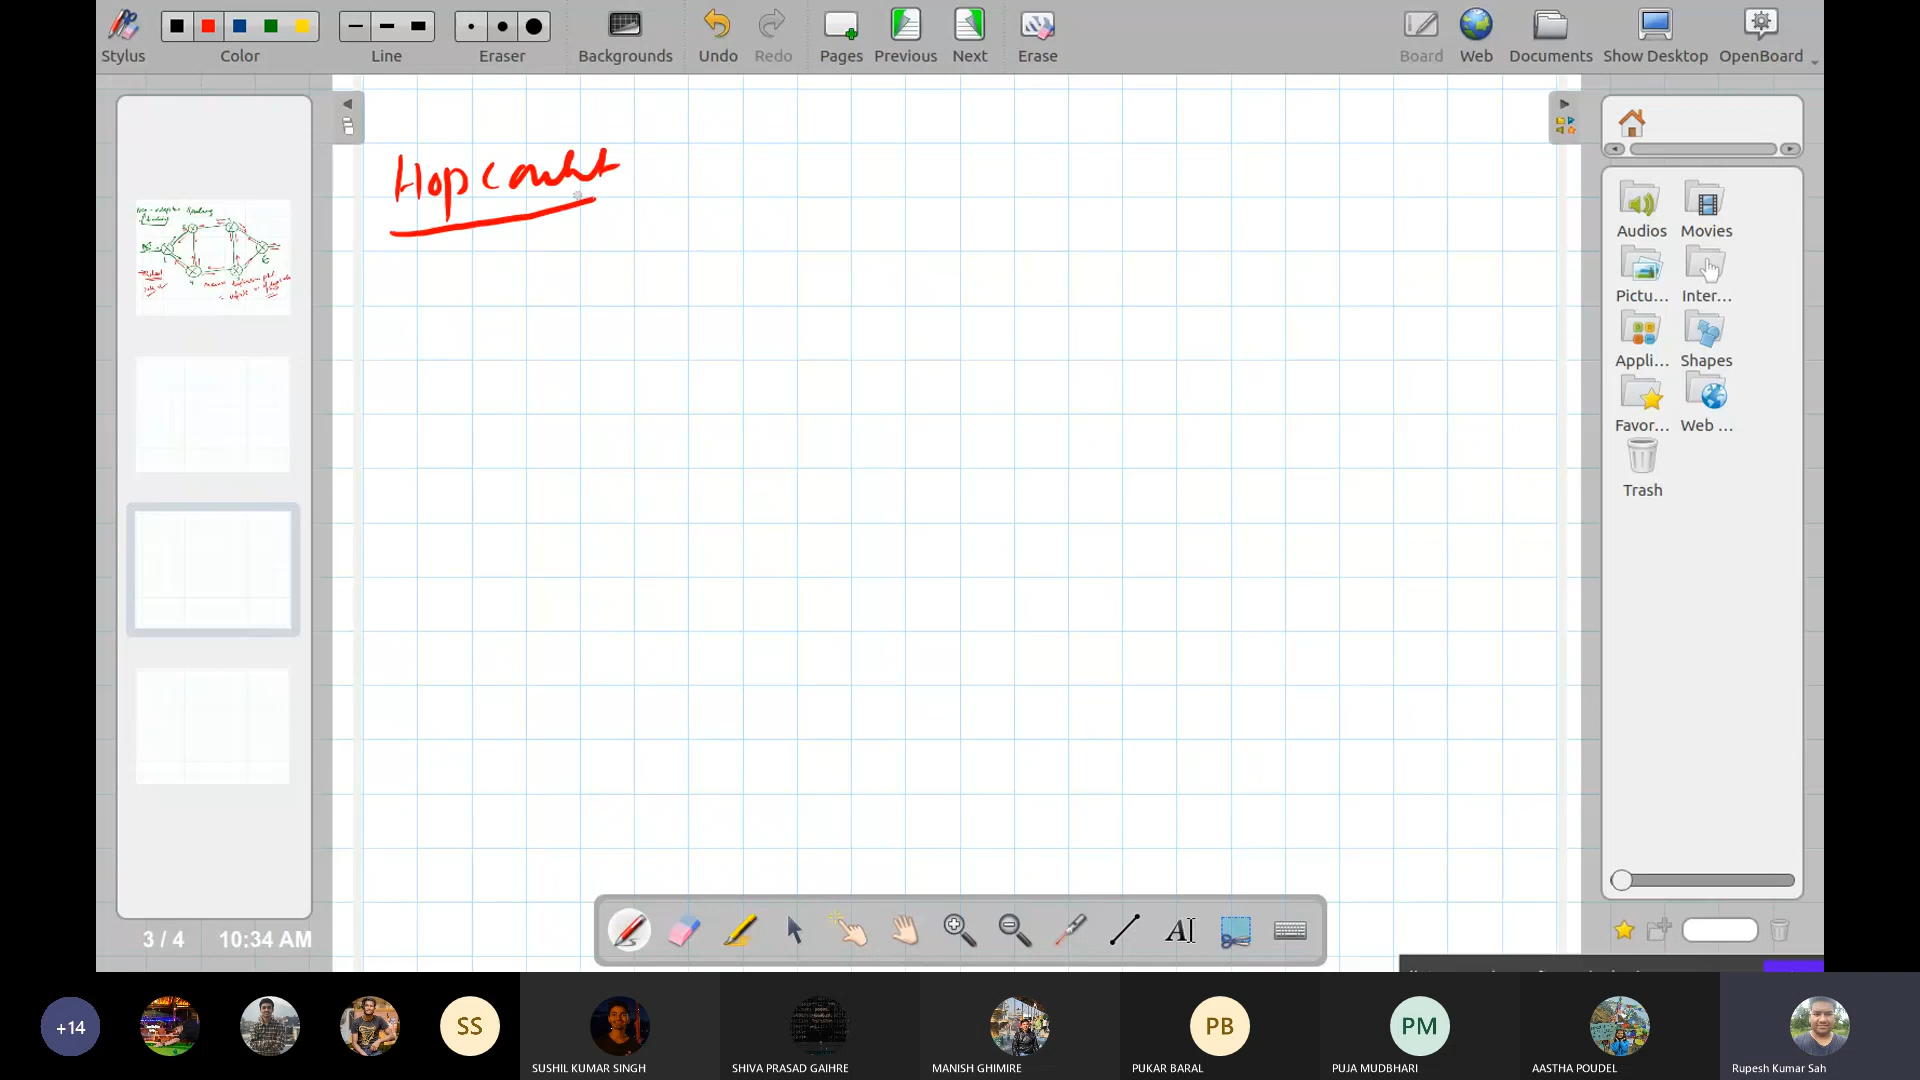 Stylus
Color
Line
Eraser
Backgrounds
Undo
Redo
Pages
Previous
Next
Erase
Board
Web
Documents
Show Desktop
OpenBoard
Hop count
Audios
Movies
Pictu...
Inter...
Appli...
Shapes
Favor...
Web ...
Trash
3 / 4
10:34 AM
+14
SS
SUSHIL KUMAR SINGH
SHIVA PRASAD GAIHRE
MANISH GHIMIRE
PB
PUKAR BARAL
PM
PUJA MUDBHARI
AASTHA POUDEL
Rupesh Kumar Sah